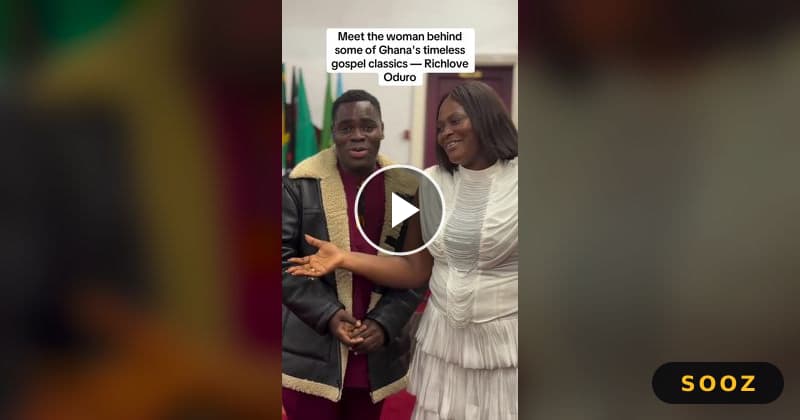 Meet the woman behind
some of Ghana's timeless
gospel classics — Richlove
Oduro
SOOZ